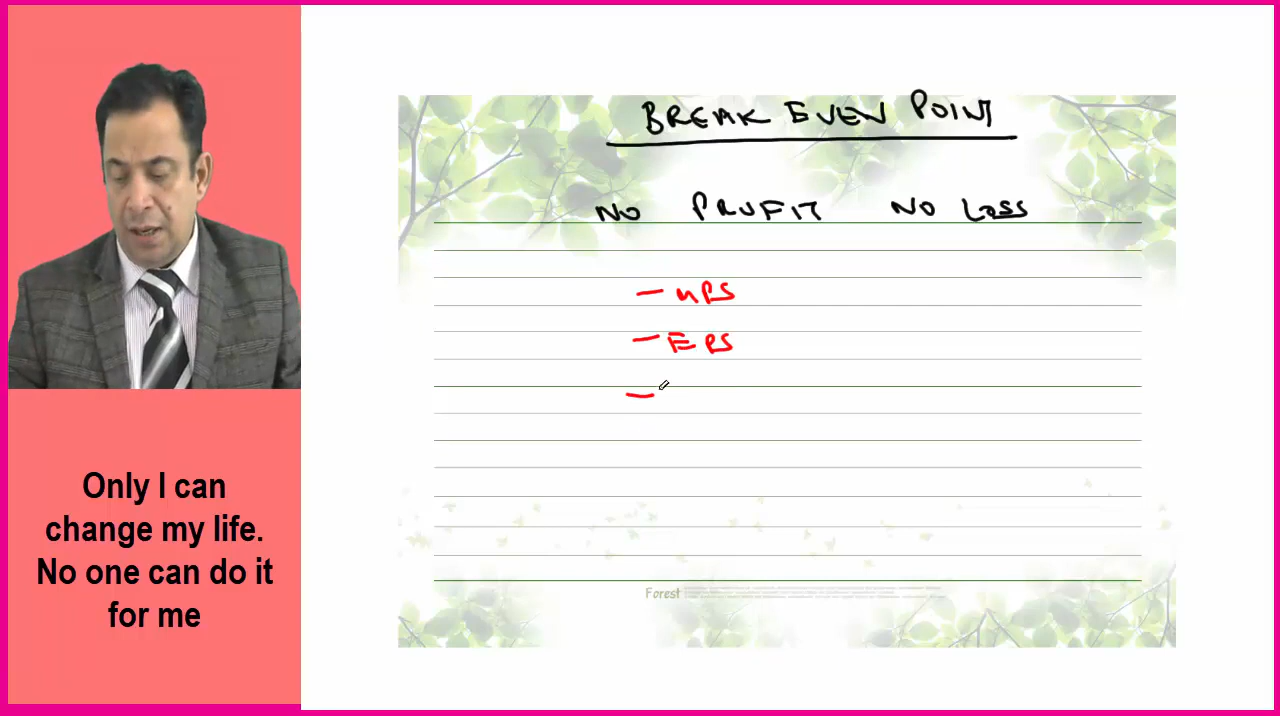 BREAK EVEN POINT
NO PROFIT NO LOSS
- MPS
- EPS
-
Only I can
change my life.
No one can do it
for me
Forest